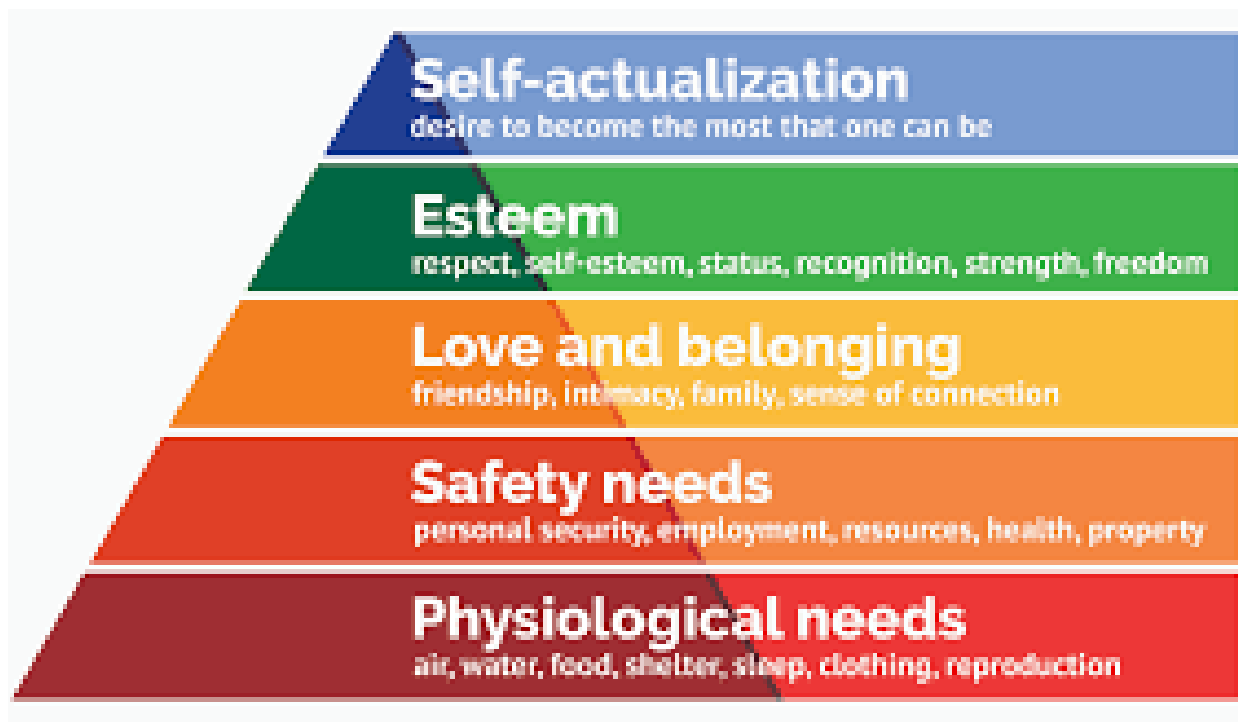 Self-actualization
desire to become the most that one can be
Esteem
respect, self-esteem, status, recognition, strength, freedom
Love and belonging
friendship, intimacy, family, sense of connection
Safety needs
personal security, employment, resources, health, property
Physiological needs
air, water, food, shelter, sleep, clothing, reproduction